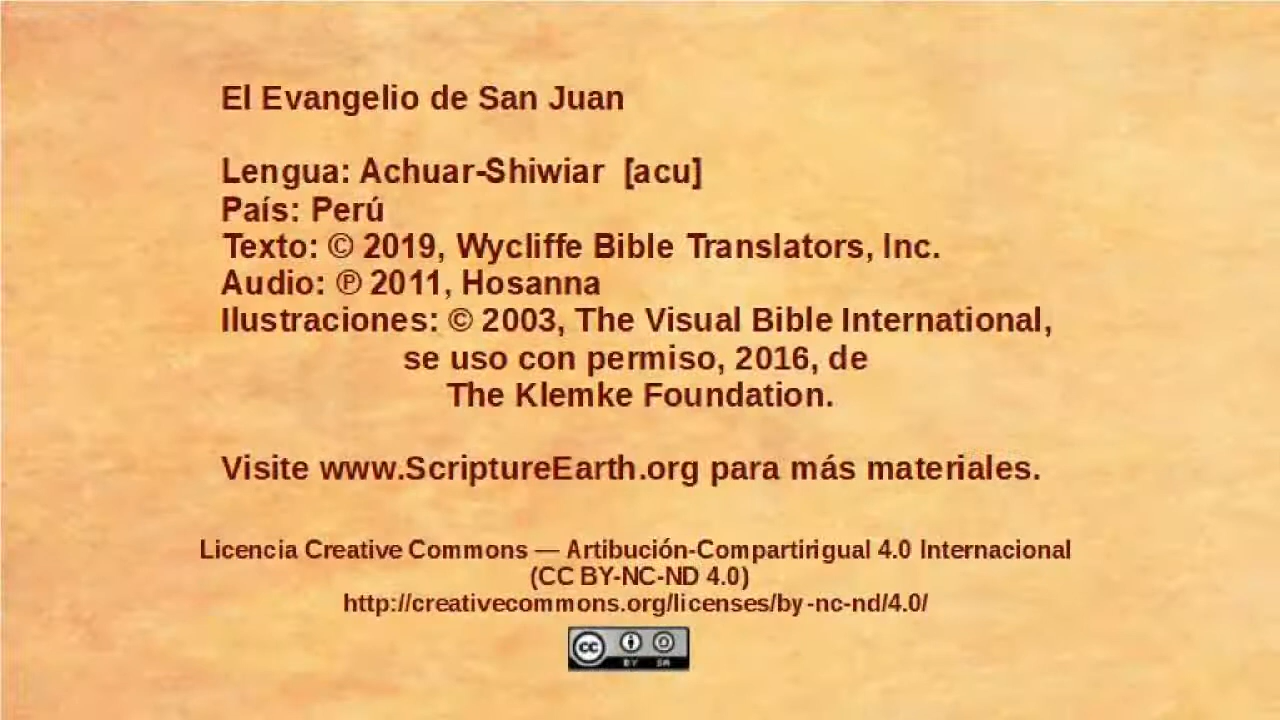 El Evangelio de San Juan
Lengua: Achuar-Shiwiar [acu]
País: Perú
Texto: © 2019, Wycliffe Bible Translators, Inc.
Audio: ℗ 2011, Hosanna
Ilustraciones: © 2003, The Visual Bible International,
se uso con permiso, 2016, de
The Klemke Foundation.
Visite www.ScriptureEarth.org para más materiales.
Licencia Creative Commons — Artibución-Compartirigual 4.0 Internacional
(CC BY-NC-ND 4.0)
http://creativecommons.org/licenses/by-nc-nd/4.0/
cc BY SA